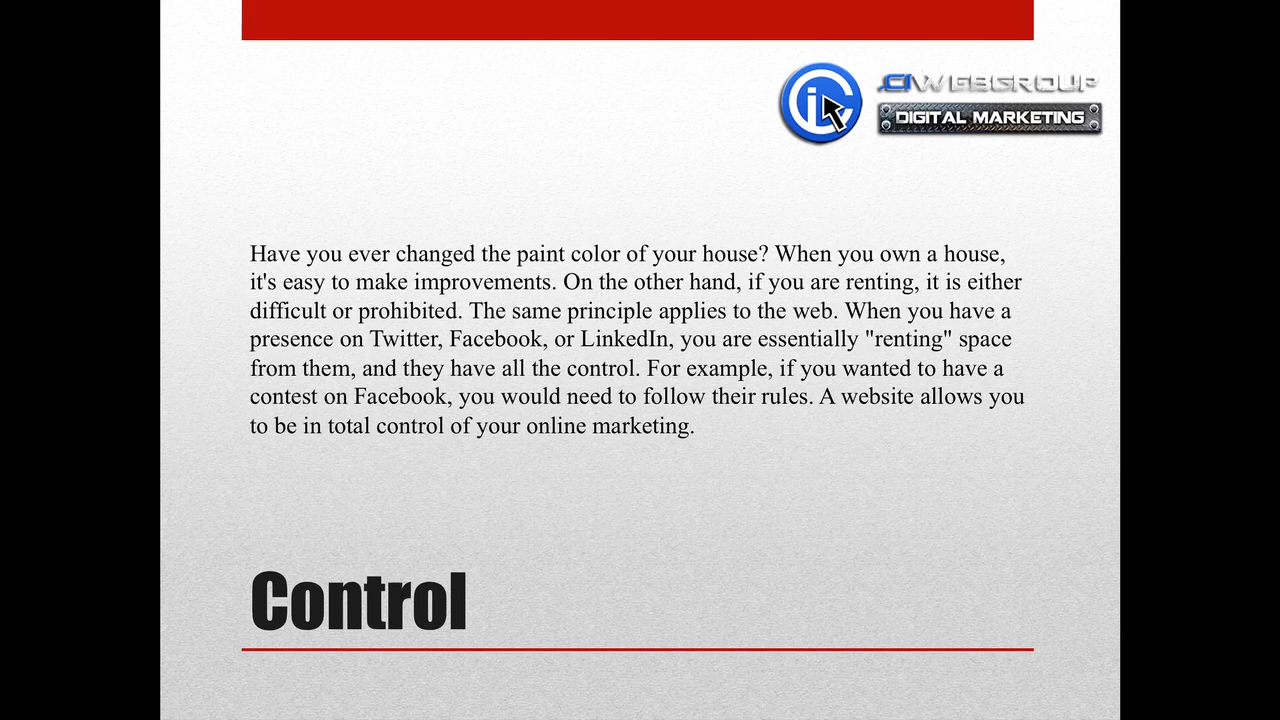 CIWEBGROUP
DIGITAL MARKETING
Have you ever changed the paint color of your house? When you own a house,
it's easy to make improvements. On the other hand, if you are renting, it is either
difficult or prohibited. The same principle applies to the web. When you have a
presence on Twitter, Facebook, or LinkedIn, you are essentially "renting" space
from them, and they have all the control. For example, if you wanted to have a
contest on Facebook, you would need to follow their rules. A website allows you
to be in total control of your online marketing.
Control